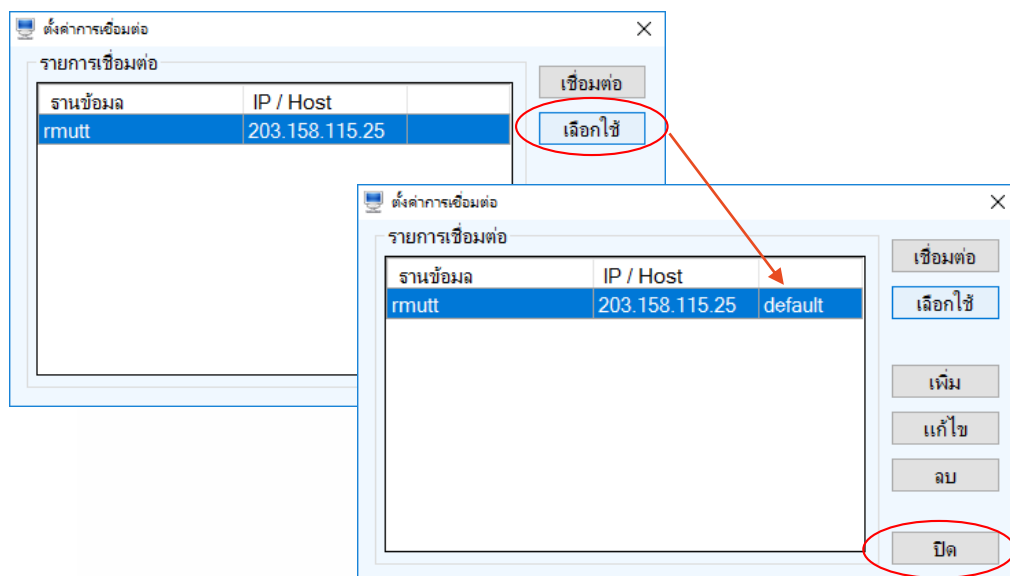 ตั้งค่าการเชื่อมต่อ
รายการเชื่อมต่อ
ฐานข้อมูล IP / Host
rmutt 203.158.115.25
เชื่อมต่อ
เลือกใช้
ตั้งค่าการเชื่อมต่อ
รายการเชื่อมต่อ
ฐานข้อมูล IP / Host
rmutt 203.158.115.25 default
เชื่อมต่อ
เลือกใช้
เพิ่ม
แก้ไข
ลบ
ปิด